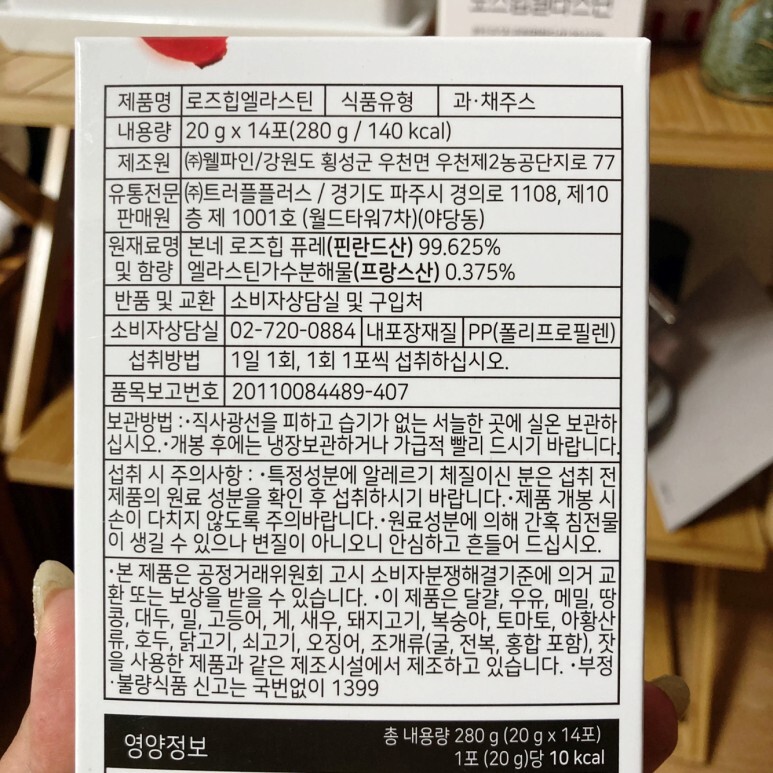 로즈힙엘라스틴
제품명 로즈힙엘라스틴 식품유형 과·채주스
내용량 20 g x 14포(280 g / 140 kcal)
제조원 ㈜웰파인/강원도 횡성군 우천면 우천제2농공단지로 77
유통전문판매원 ㈜트러플플러스 / 경기도 파주시 경의로 1108, 제10
층 제 1001호 (월드타워7차)(야당동)
원재료명 및 함량 본네 로즈힙 퓨레(핀란드산) 99.625%
엘라스틴가수분해물(프랑스산) 0.375%
반품 및 교환 소비자상담실 및 구입처
소비자상담실 02-720-0884 내포장재질 PP(폴리프로필렌)
섭취방법 1일 1회, 1회 1포씩 섭취하십시오.
품목보고번호 20110084489-407
보관방법 :·직사광선을 피하고 습기가 없는 서늘한 곳에 실온 보관하
십시오.·개봉 후에는 냉장보관하거나 가급적 빨리 드시기 바랍니다.
섭취 시 주의사항 : ·특정성분에 알레르기 체질이신 분은 섭취 전
제품의 원료 성분을 확인 후 섭취하시기 바랍니다.·제품 개봉 시
손이 다치지 않도록 주의바랍니다.·원료성분에 의해 간혹 침전물
이 생길 수 있으나 변질이 아니오니 안심하고 흔들어 드십시오.
·본 제품은 공정거래위원회 고시 소비자분쟁해결기준에 의거 교
환 또는 보상을 받을 수 있습니다. ·이 제품은 달걀, 우유, 메밀, 땅
콩, 대두, 밀, 고등어, 게, 새우, 돼지고기, 복숭아, 토마토, 아황산
류, 호두, 닭고기, 쇠고기, 오징어, 조개류(굴, 전복, 홍합 포함), 잣
을 사용한 제품과 같은 제조시설에서 제조하고 있습니다. ·부정
·불량식품 신고는 국번없이 1399
영양정보 총 내용량 280 g (20 g x 14포)
1포 (20 g)당 10 kcal